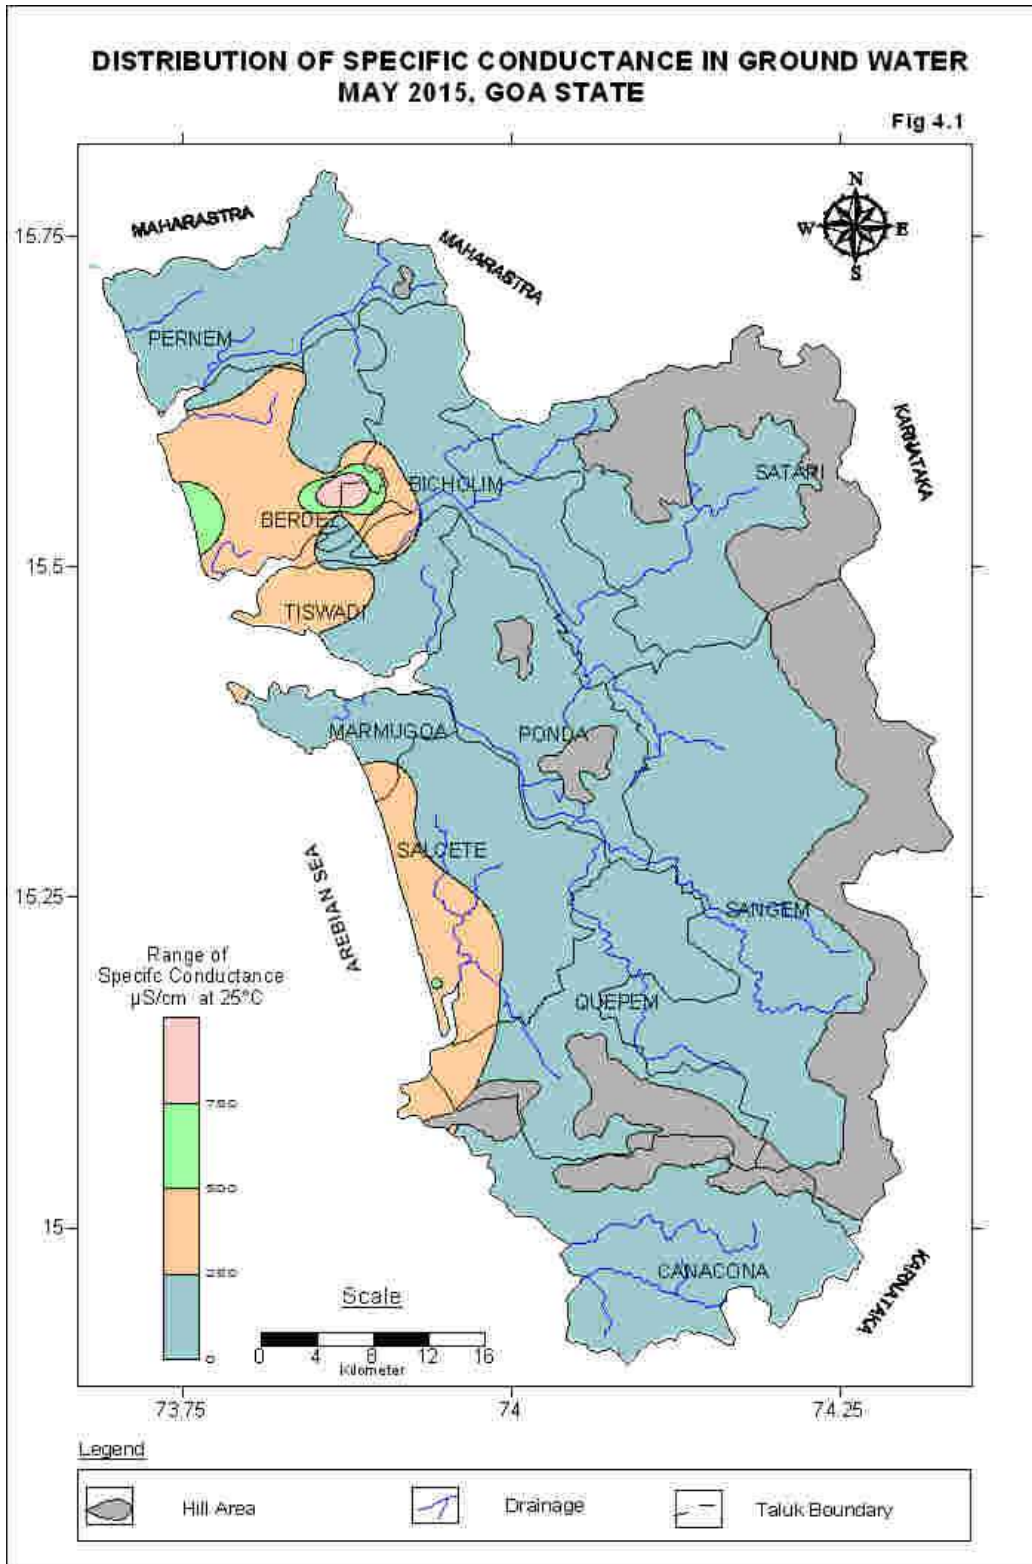 DISTRIBUTION OF SPECIFIC CONDUCTANCE IN GROUND WATER
MAY 2015, GOA STATE
Fig 4.1
N
W E
S
MAHARASTRA
MAHARASTRA
15.75
PERNEM
KARNATAKA
SATARI
BICHOLIM
BERDEZ
15.5
TISWADI
MARMUGOA
PONDA
SALCETE
AREBIAN SEA
15.25
SANGEM
Range of
Specifc Conductance
µS/cm at 25°C
QUEPEM
750
500
15
250
0
CANACONA
KARNATAKA
Scale
0 4 8 12 16
Kilometer
73.75 74 74.25
Legend
Hill Area Drainage Taluk Boundary